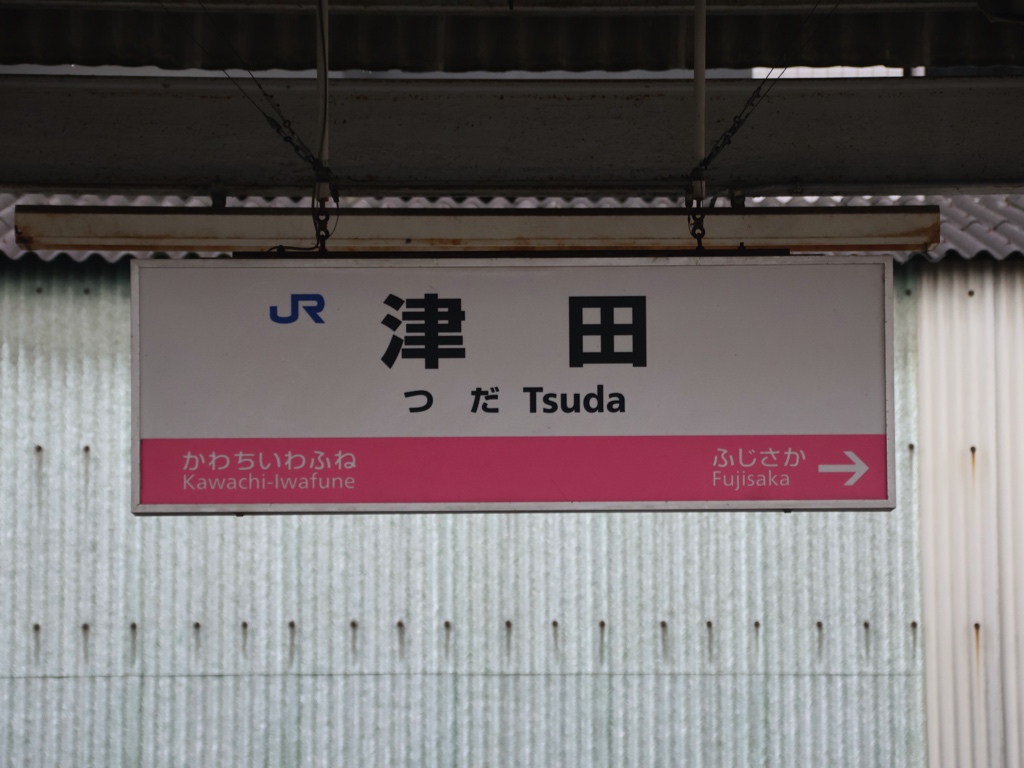 JR 津田
つだ Tsuda
かわちいわふね
Kawachi-Iwafune
ふじさか
Fujisaka